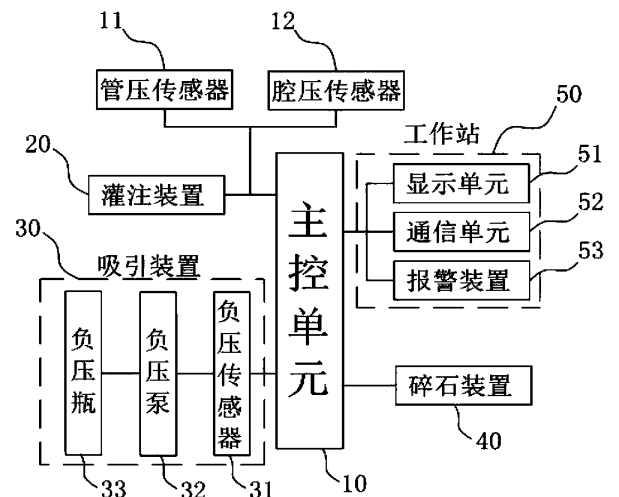 11
12
管压传感器
腔压传感器
工作站
50
20
灌注装置
主控单元
显示单元
51
通信单元
52
报警装置
53
30
吸引装置
负压瓶
负压泵
负压传感器
碎石装置
40
33
32
31
10